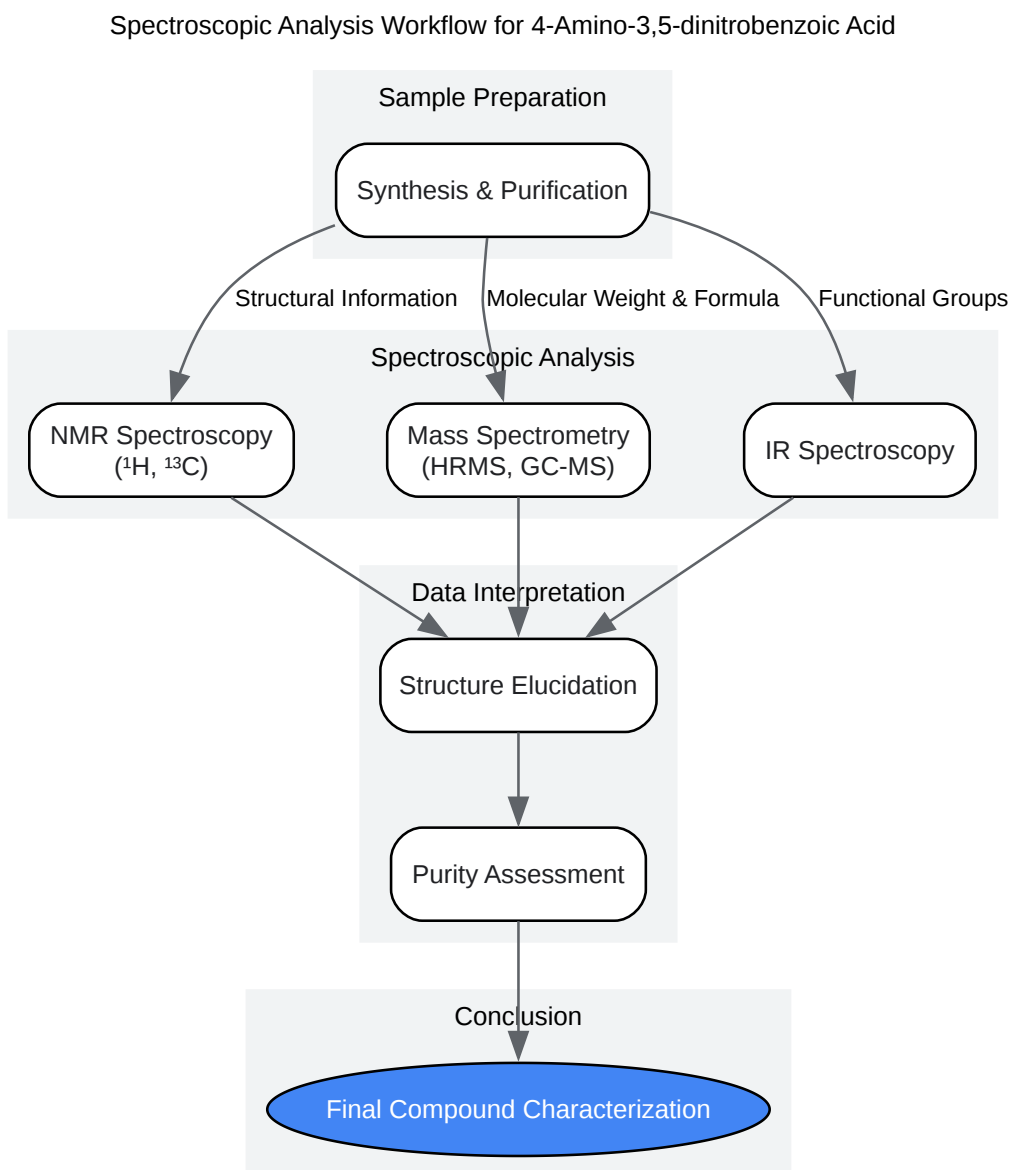 Spectroscopic Analysis Workflow for 4-Amino-3,5-dinitrobenzoic Acid
Sample Preparation
Synthesis & Purification
Structural Information
Molecular Weight & Formula
Functional Groups
Spectroscopic Analysis
NMR Spectroscopy
(¹H, ¹³C)
Mass Spectrometry
(HRMS, GC-MS)
IR Spectroscopy
Data Interpretation
Structure Elucidation
Purity Assessment
Conclusion
Final Compound Characterization